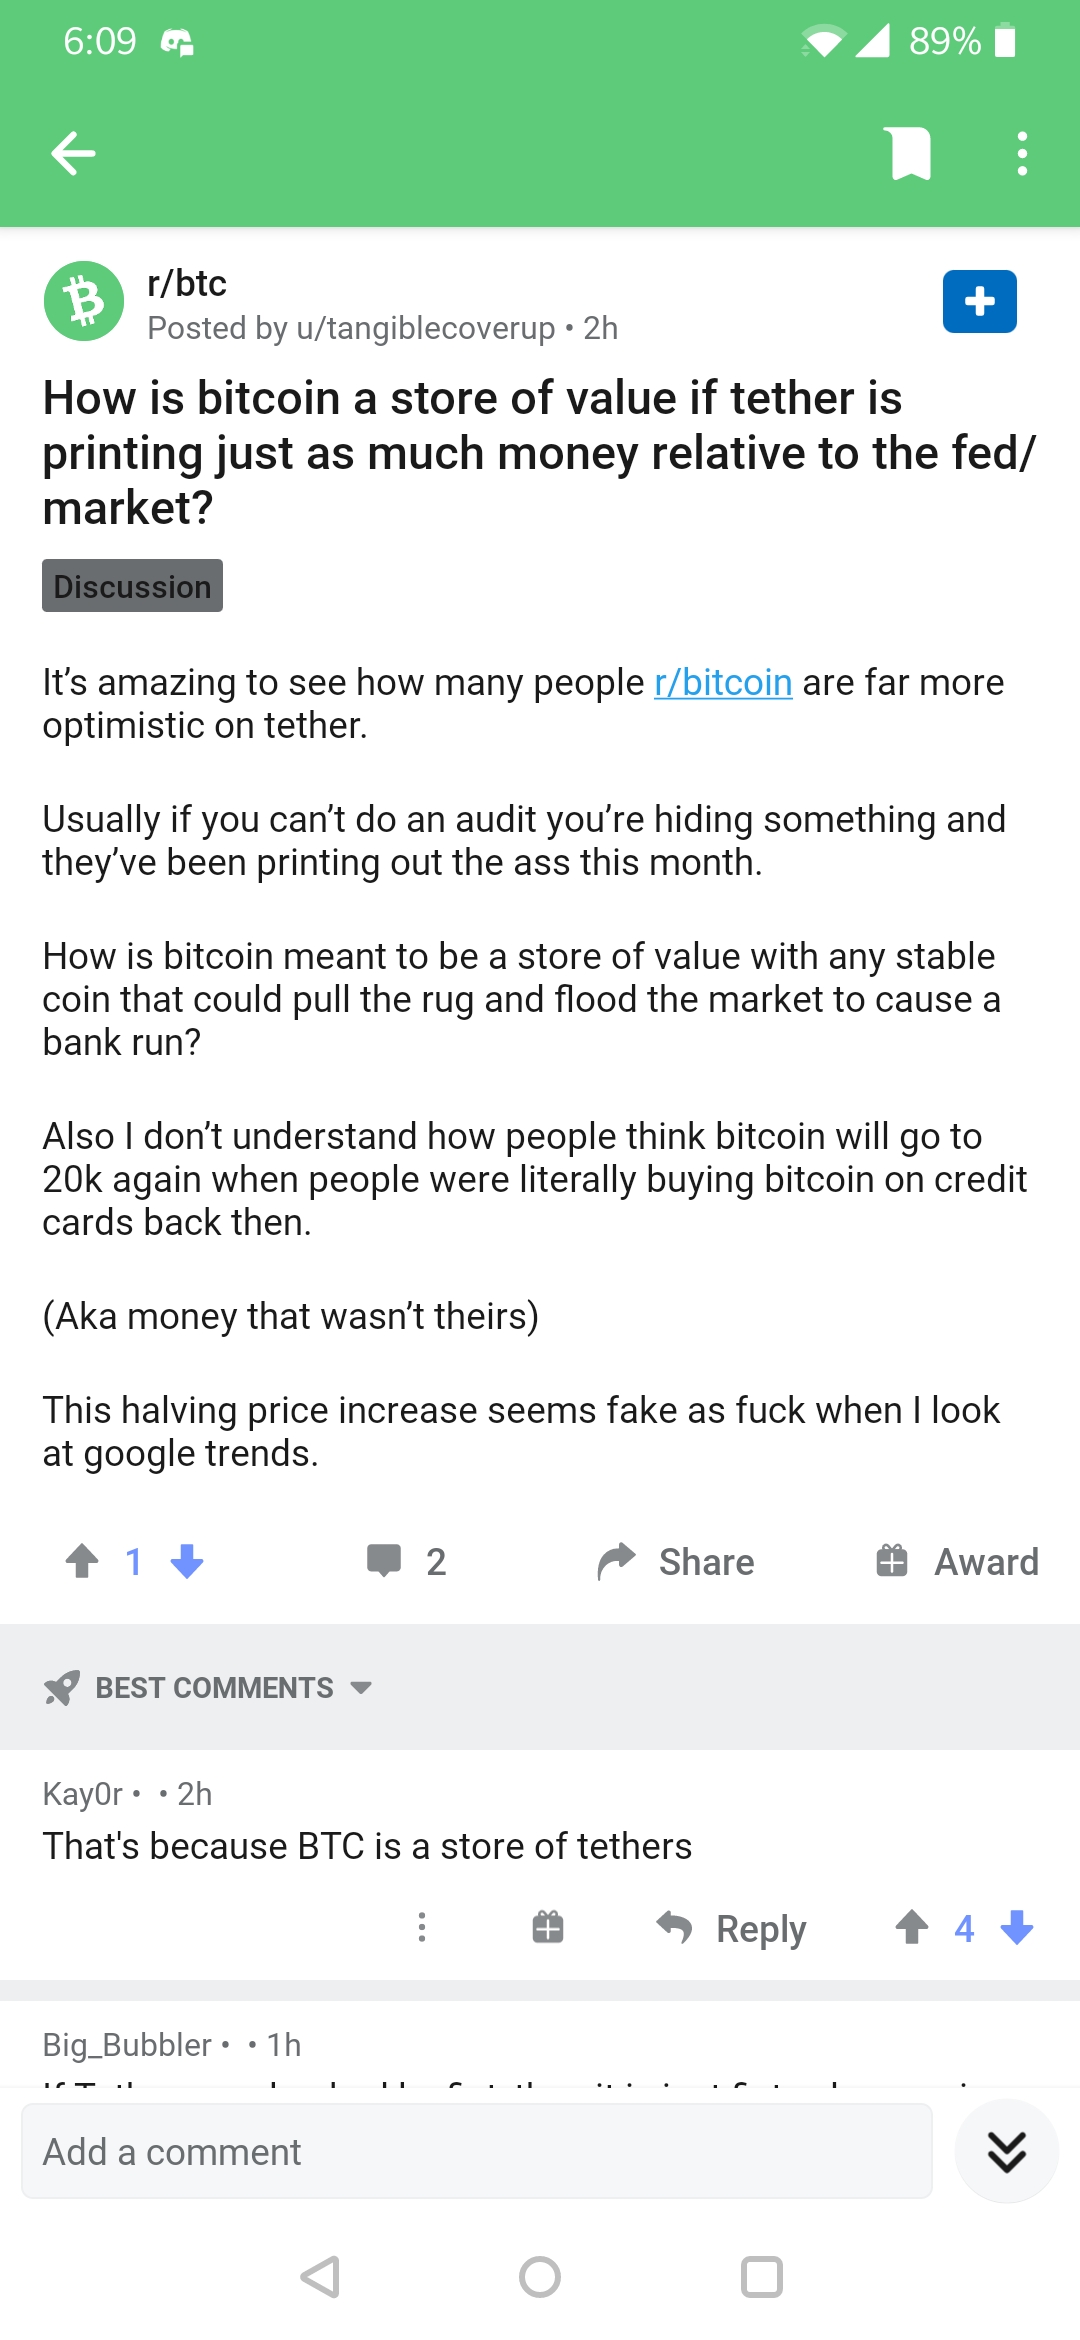 6:09
89%
r/btc
Posted by u/tangiblecoverup • 2h
How is bitcoin a store of value if tether is
printing just as much money relative to the fed/
market?
Discussion
It’s amazing to see how many people r/bitcoin are far more
optimistic on tether.
Usually if you can’t do an audit you’re hiding something and
they’ve been printing out the ass this month.
How is bitcoin meant to be a store of value with any stable
coin that could pull the rug and flood the market to cause a
bank run?
Also I don’t understand how people think bitcoin will go to
20k again when people were literally buying bitcoin on credit
cards back then.
(Aka money that wasn’t theirs)
This halving price increase seems fake as fuck when I look
at google trends.
1
2
Share
Award
BEST COMMENTS
Kay0r • • 2h
That's because BTC is a store of tethers
Reply
4
Big_Bubbler • • 1h
Add a comment